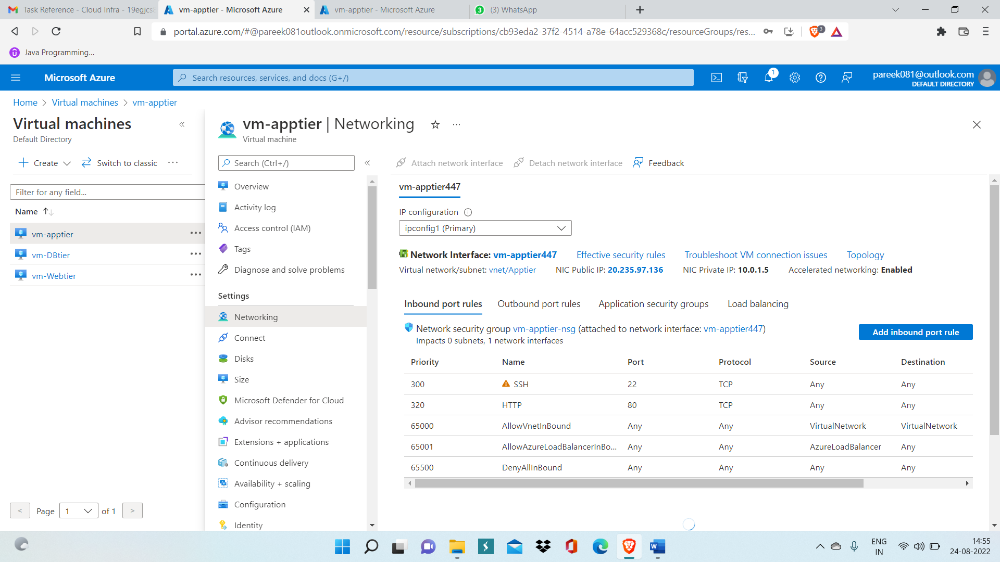 Task Reference - Cloud Infra - 19egjcs
vm-apptier - Microsoft Azure
vm-apptier - Microsoft Azure
3
(3) WhatsApp
portal.azure.com/#@pareek081outlook.onmicrosoft.com/resource/subscriptions/cb93eda2-37f2-4514-a78e-64acc529368c/resourceGroups/res...
3
Java Programming...
Microsoft Azure
Search resources, services, and docs (G+/)
1
pareek081@outlook.com
DEFAULT DIRECTORY
Home > Virtual machines > vm-apptier
Virtual machines
Default Directory
Create
Switch to classic
Filter for any field...
Name
vm-apptier
vm-DBtier
vm-Webtier
< Page 1 of 1 >
vm-apptier | Networking
Virtual machine
Search (Ctrl+/)
Overview
Activity log
Access control (IAM)
Tags
Diagnose and solve problems
Settings
Networking
Connect
Disks
Size
Microsoft Defender for Cloud
Advisor recommendations
Extensions + applications
Continuous delivery
Availability + scaling
Configuration
Identity
Attach network interface
Detach network interface
Feedback
vm-apptier447
IP configuration
ipconfig1 (Primary)
Network Interface: vm-apptier447 Effective security rules Troubleshoot VM connection issues Topology
Virtual network/subnet: vnet/Apptier NIC Public IP: 20.235.97.136 NIC Private IP: 10.0.1.5 Accelerated networking: Enabled
Inbound port rules Outbound port rules Application security groups Load balancing
Network security group vm-apptier-nsg (attached to network interface: vm-apptier447)
Impacts 0 subnets, 1 network interfaces
Add inbound port rule
Priority Name Port Protocol Source Destination
300 SSH 22 TCP Any Any
320 HTTP 80 TCP Any Any
65000 AllowVnetInBound Any Any VirtualNetwork VirtualNetwork
65001 AllowAzureLoadBalancerInBo... Any Any AzureLoadBalancer Any
65500 DenyAllInBound Any Any Any Any
ENG
IN
14:55
24-08-2022